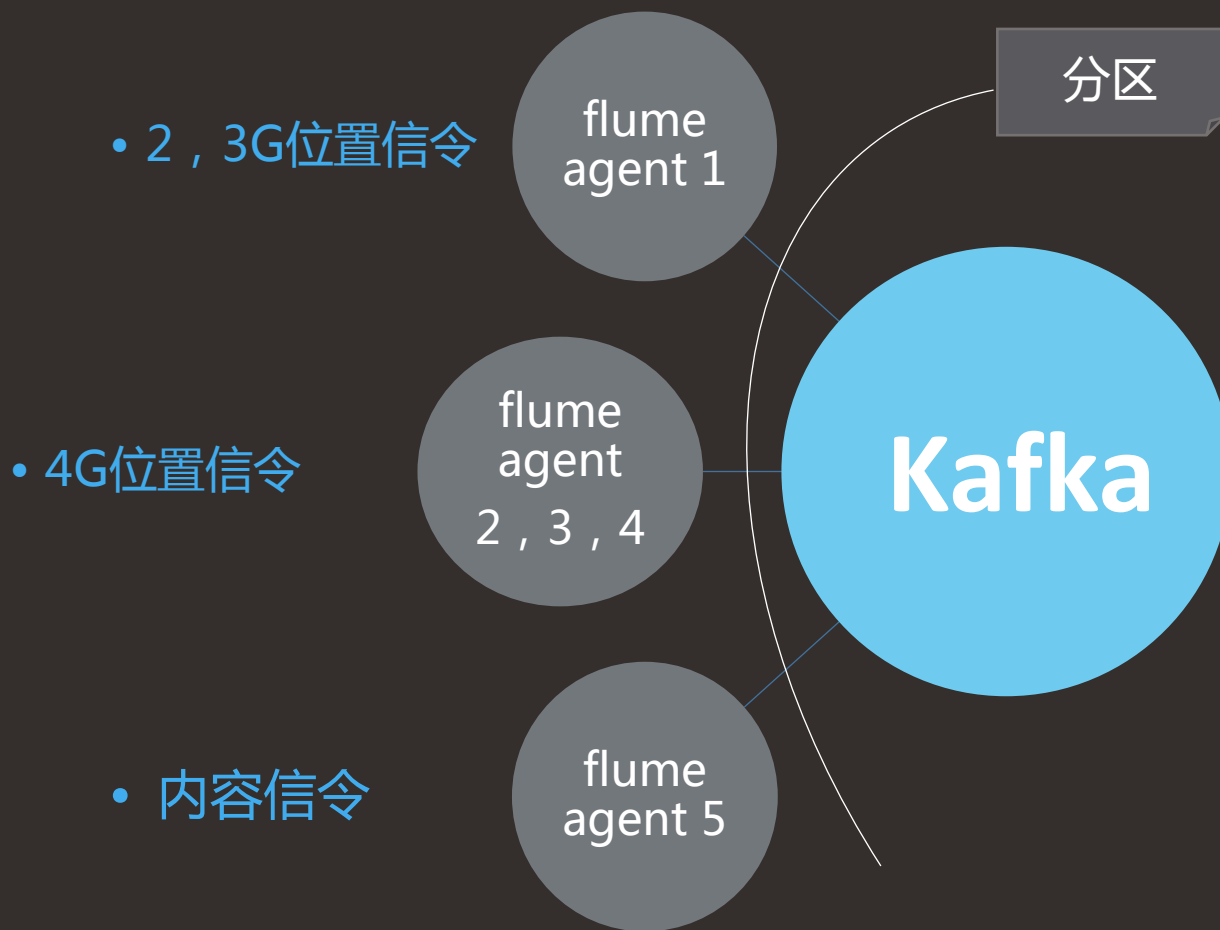 分区
• 2，3G位置信令
flume
agent 1
• 4G位置信令
flume
agent
2，3，4
Kafka
• 内容信令
flume
agent 5